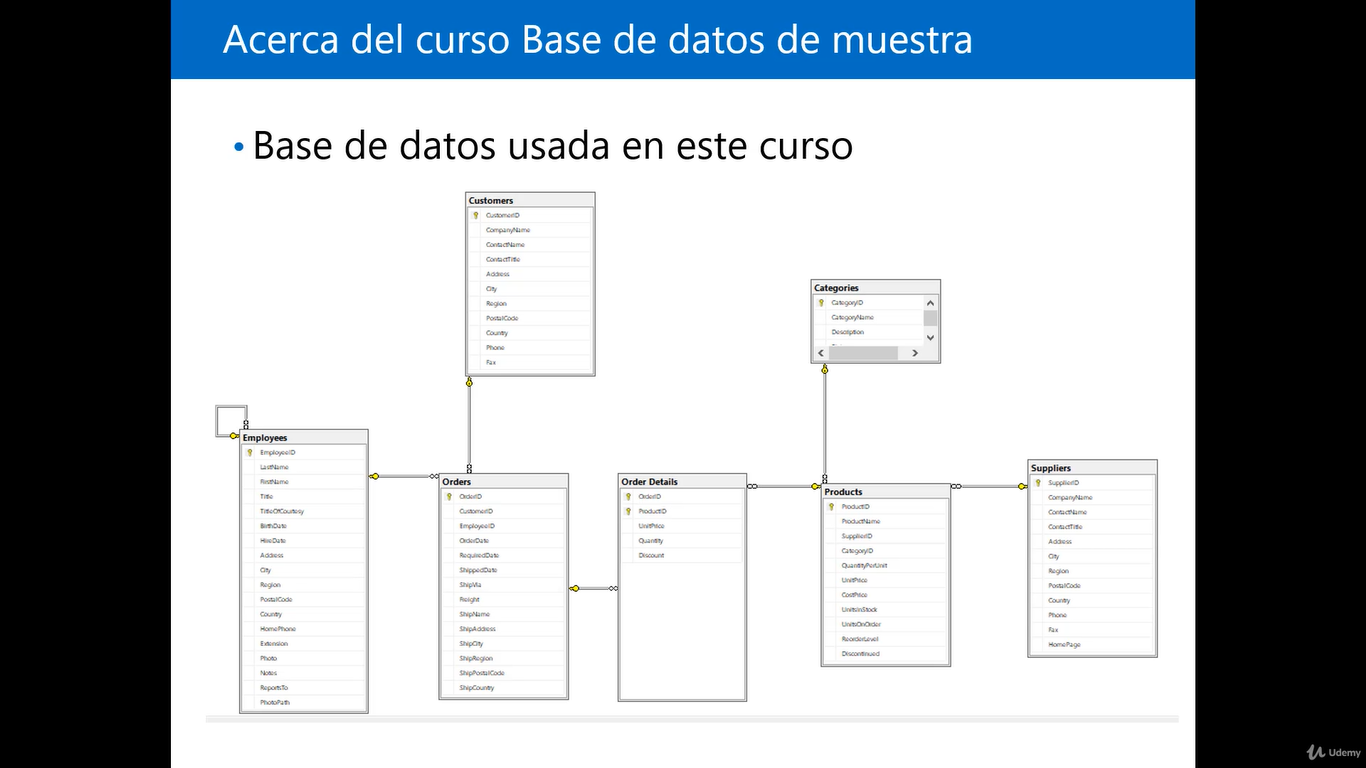 Acerca del curso Base de datos de muestra
• Base de datos usada en este curso
Customers
CustomerID
CompanyName
ContactName
ContactTitle
Address
City
Region
PostalCode
Country
Phone
Fax
Categories
CategoryID
CategoryName
Description
Employees
EmployeeID
LastName
FirstName
Title
TitleOfCourtesy
BirthDate
HireDate
Address
City
Region
PostalCode
Country
HomePhone
Extension
Photo
Notes
ReportsTo
PhotoPath
Orders
OrderID
CustomerID
EmployeeID
OrderDate
RequiredDate
ShippedDate
ShipVia
Freight
ShipName
ShipAddress
ShipCity
ShipRegion
ShipPostalCode
ShipCountry
Order Details
OrderID
ProductID
UnitPrice
Quantity
Discount
Products
ProductID
ProductName
SupplierID
CategoryID
QuantityPerUnit
UnitPrice
CostPrice
UnitsInStock
UnitsOnOrder
ReorderLevel
Discontinued
Suppliers
SupplierID
CompanyName
ContactName
ContactTitle
Address
City
Region
PostalCode
Country
Phone
Fax
HomePage
Udemy